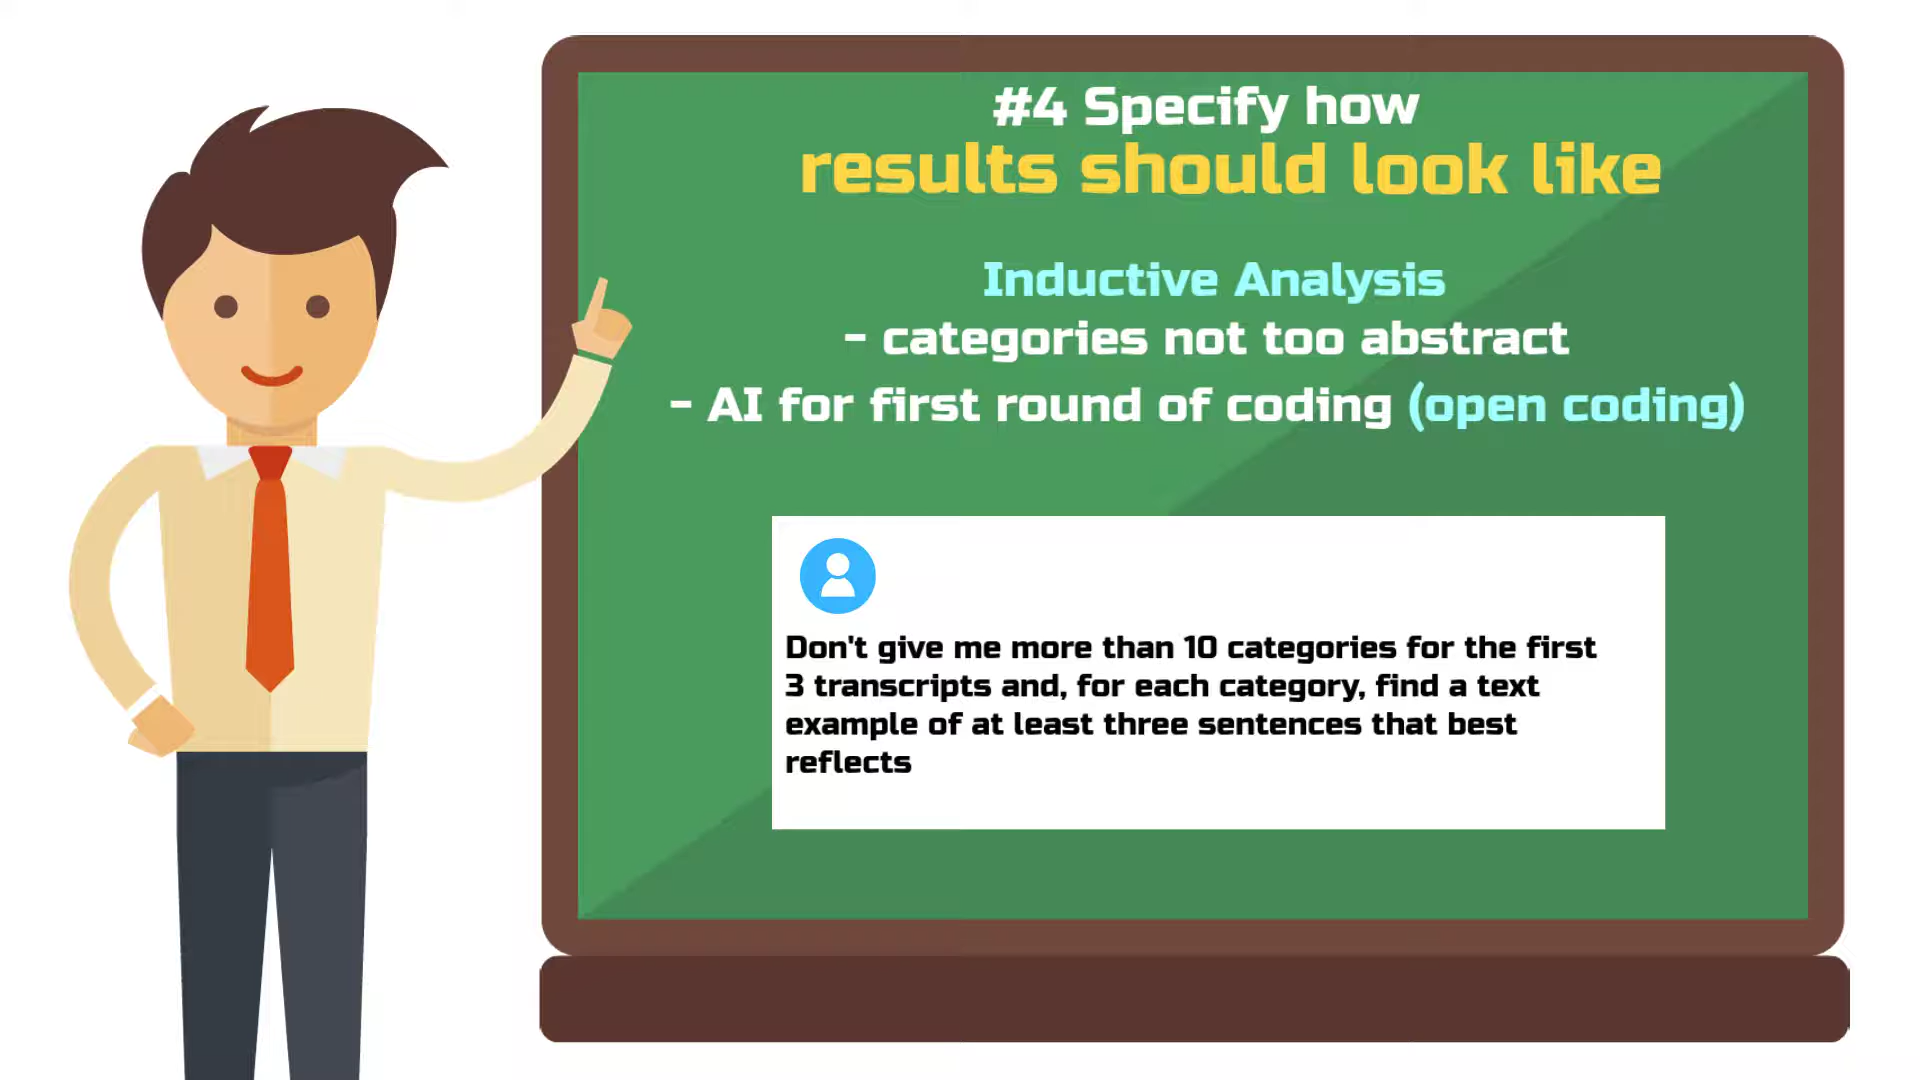 #4 Specify how
results should look like
Inductive Analysis
- categories not too abstract
- AI for first round of coding (open coding)
Don't give me more than 10 categories for the first
3 transcripts and, for each category, find a text
example of at least three sentences that best
reflects